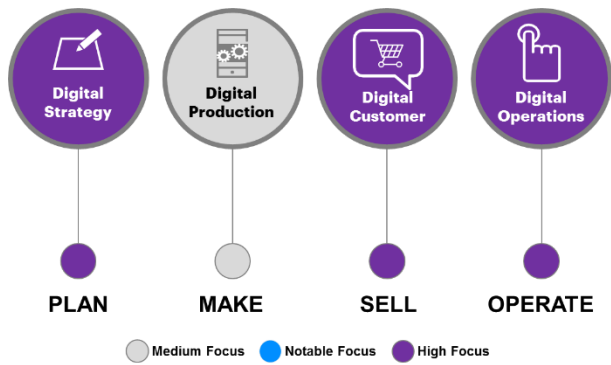 Digital
Strategy
Digital
Production
Digital
Customer
Digital
Operations
PLAN
MAKE
SELL
OPERATE
Medium Focus
Notable Focus
High Focus